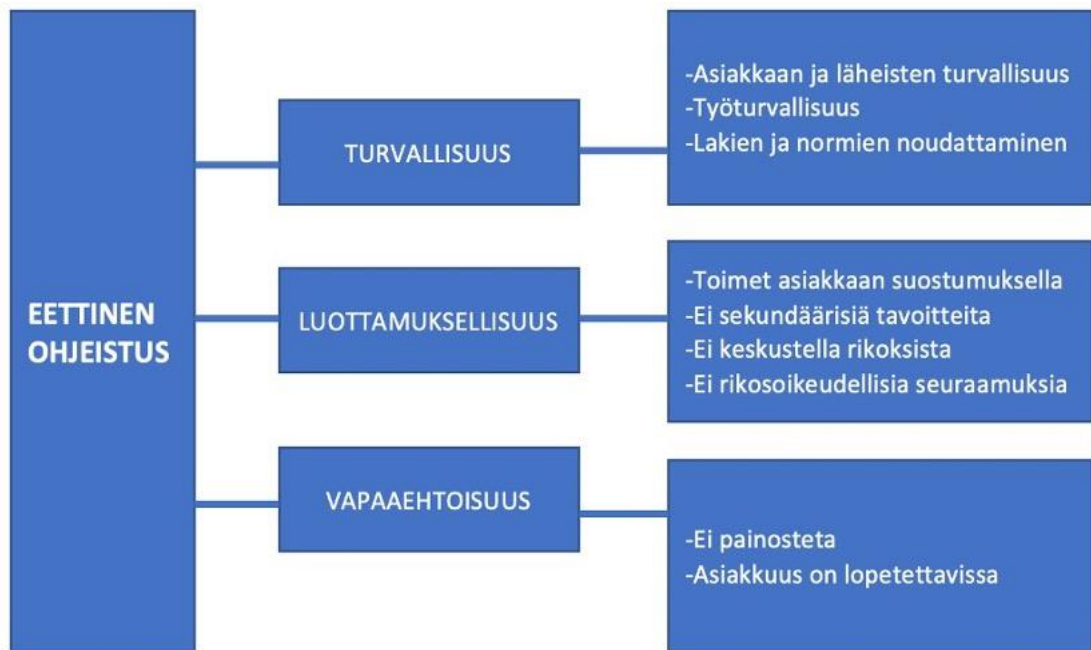 EETTINEN
OHJEISTUS
TURVALLISUUS
-Asiakkaan ja läheisten turvallisuus
-Työturvallisuus
-Lakien ja normien noudattaminen
LUOTTAMUKSELLISUUS
-Toimet asiakkaan suostumuksella
-Ei sekundäärisiä tavoitteita
-Ei keskustella rikoksista
-Ei rikosoikeudellisia seuraamuksia
VAPAAEHTOISUUS
-Ei painosteta
-Asiakkuus on lopetettavissa